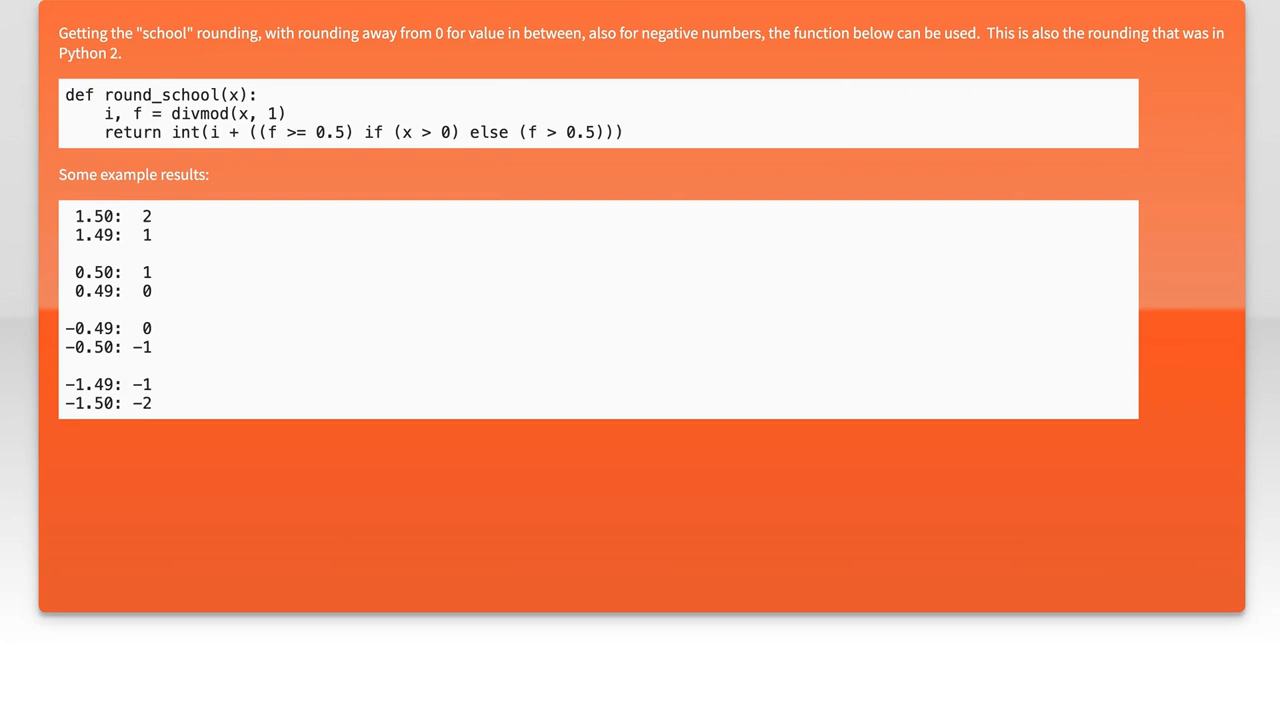 Getting the "school" rounding, with rounding away from 0 for value in between, also for negative numbers, the function below can be used.  This is also the rounding that was in
Python 2.
def round_school(x):
    i, f = divmod(x, 1)
    return int(i + ((f >= 0.5) if (x > 0) else (f > 0.5)))
Some example results:
 1.50:  2
 1.49:  1
 0.50:  1
 0.49:  0
−0.49:  0
−0.50: −1
−1.49: −1
−1.50: −2